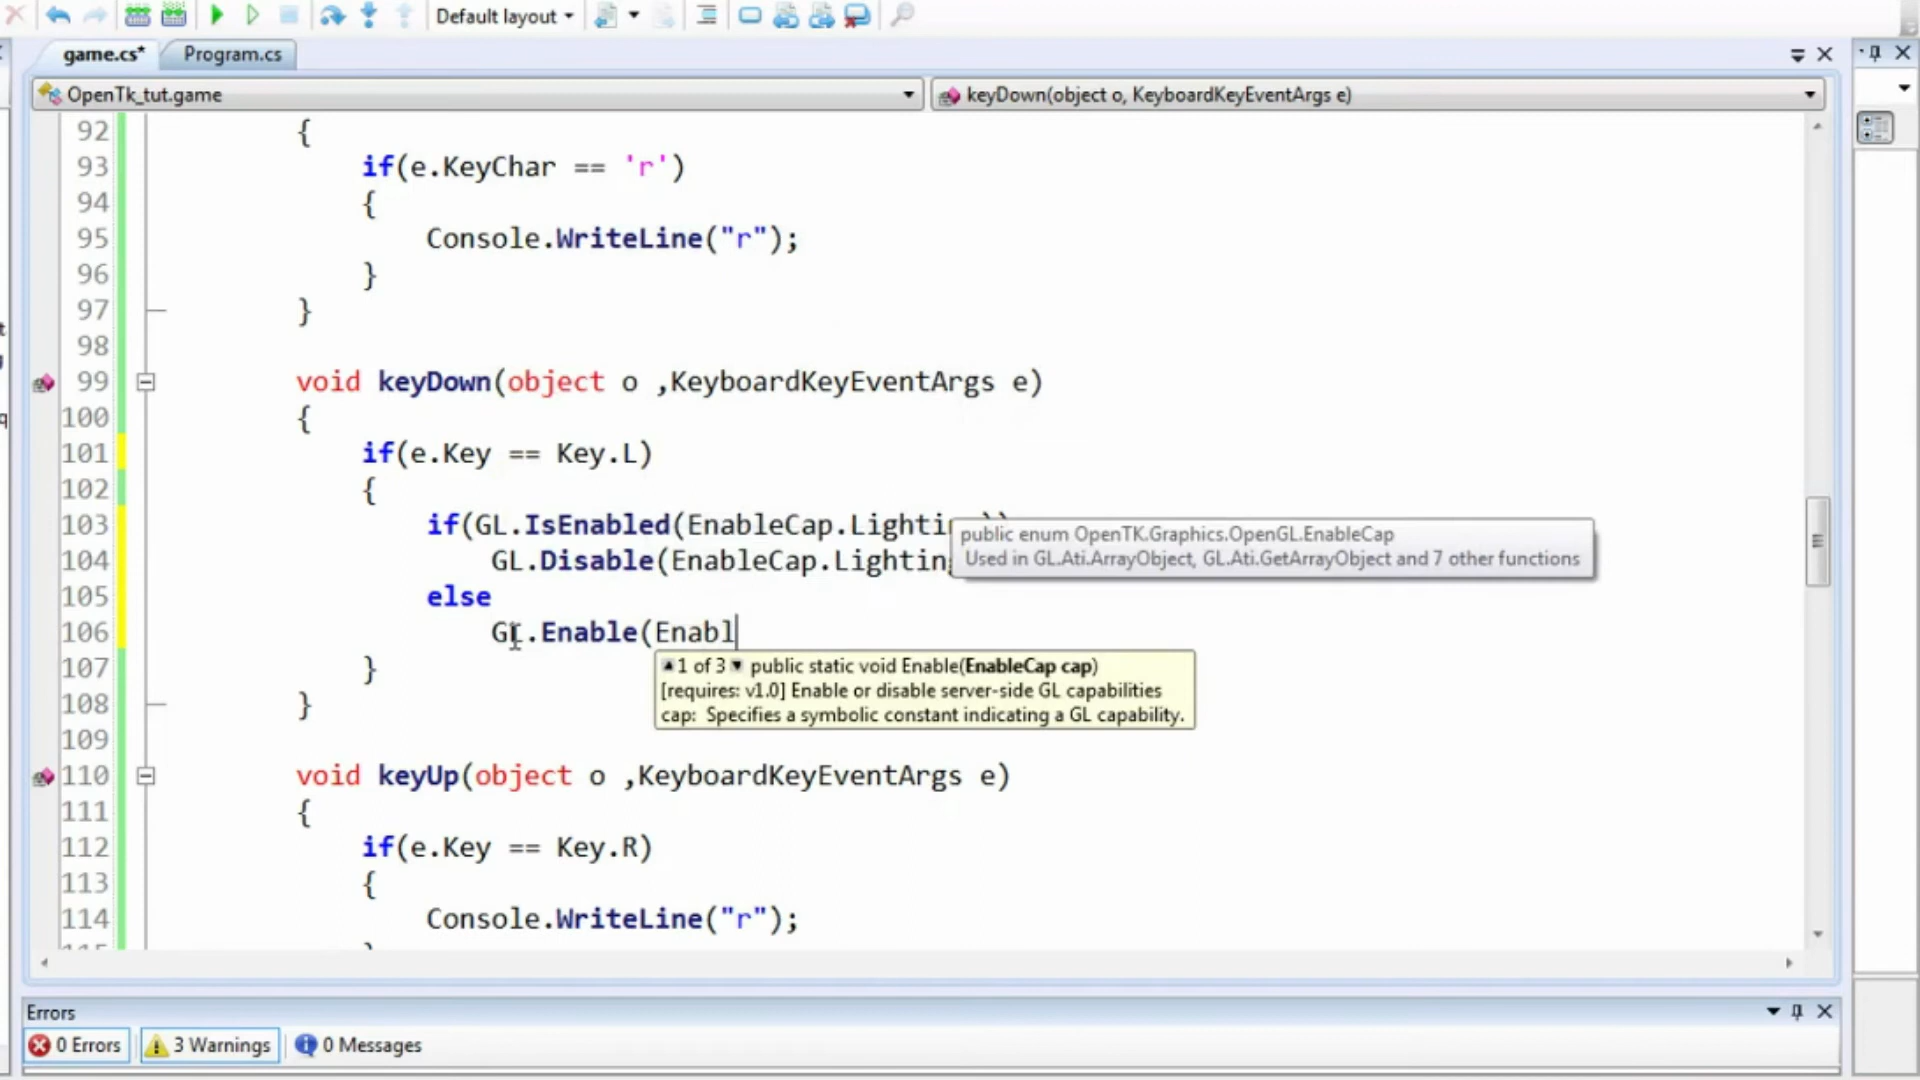 Default layout
game.cs* Program.cs
OpenTk_tut.game keyDown(object o, KeyboardKeyEventArgs e)
92 {
93 if(e.KeyChar == 'r')
94 {
95 Console.WriteLine("r");
96 }
97 }
98
99 void keyDown(object o ,KeyboardKeyEventArgs e)
100 {
101 if(e.Key == Key.L)
102 {
103 if(GL.IsEnabled(EnableCap.Lightin
public enum OpenTK.Graphics.OpenGL.EnableCap
104 GL.Disable(EnableCap.Lighting
Used in GL.Ati.ArrayObject, GL.Ati.GetArrayObject and 7 other functions
105 else
106 GL.Enable(Enabl
1 of 3 public static void Enable(EnableCap cap)
[requires: v1.0] Enable or disable server-side GL capabilities
cap: Specifies a symbolic constant indicating a GL capability.
107 }
108 }
109
110 void keyUp(object o ,KeyboardKeyEventArgs e)
111 {
112 if(e.Key == Key.R)
113 {
114 Console.WriteLine("r");
Errors
0 Errors 3 Warnings 0 Messages